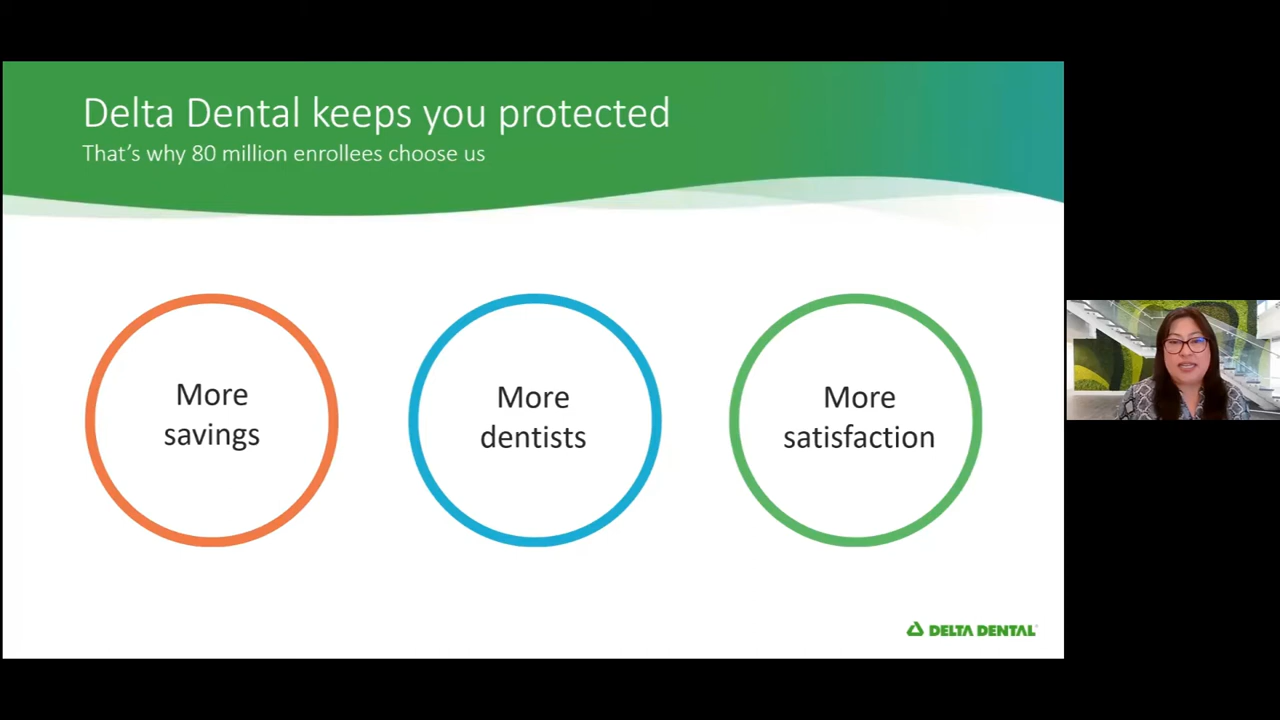 Delta Dental keeps you protected
That’s why 80 million enrollees choose us
More
savings
More
dentists
More
satisfaction
DELTA DENTAL